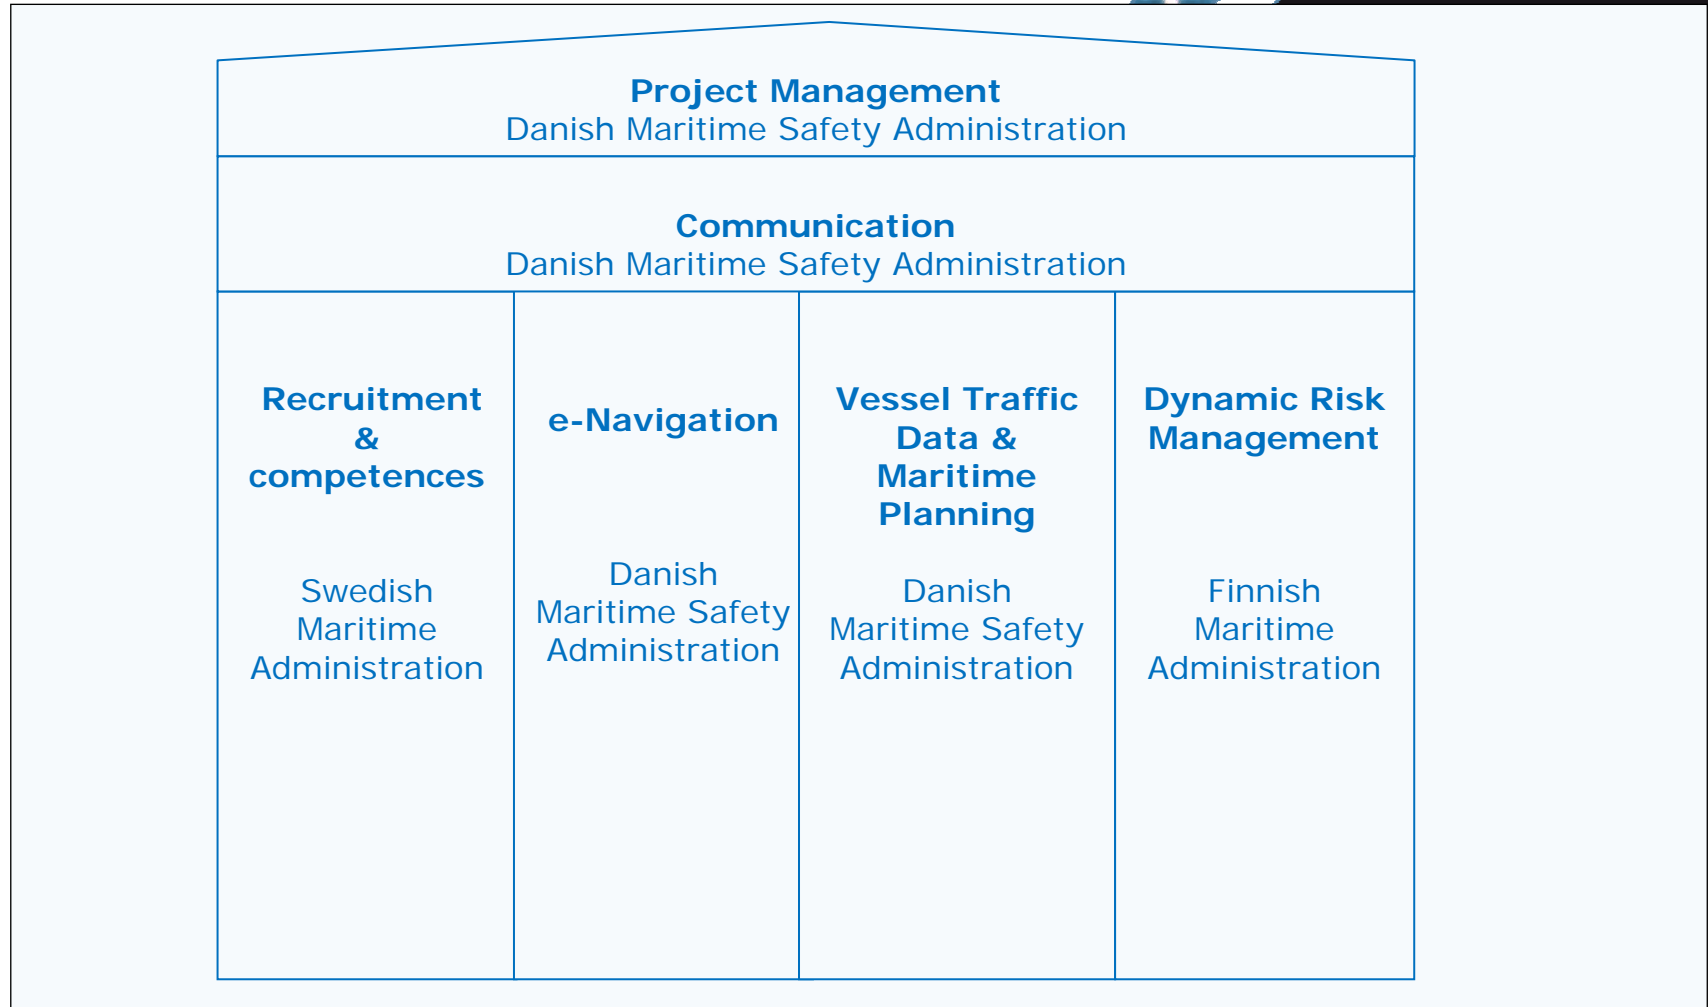 Project Management
Danish Maritime Safety Administration
Communication
Danish Maritime Safety Administration
Recruitment
&
competences
Swedish
Maritime
Administration
e-Navigation
Danish
Maritime Safety
Administration
Vessel Traffic
Data &
Maritime
Planning
Danish
Maritime Safety
Administration
Dynamic Risk
Management
Finnish
Maritime
Administration